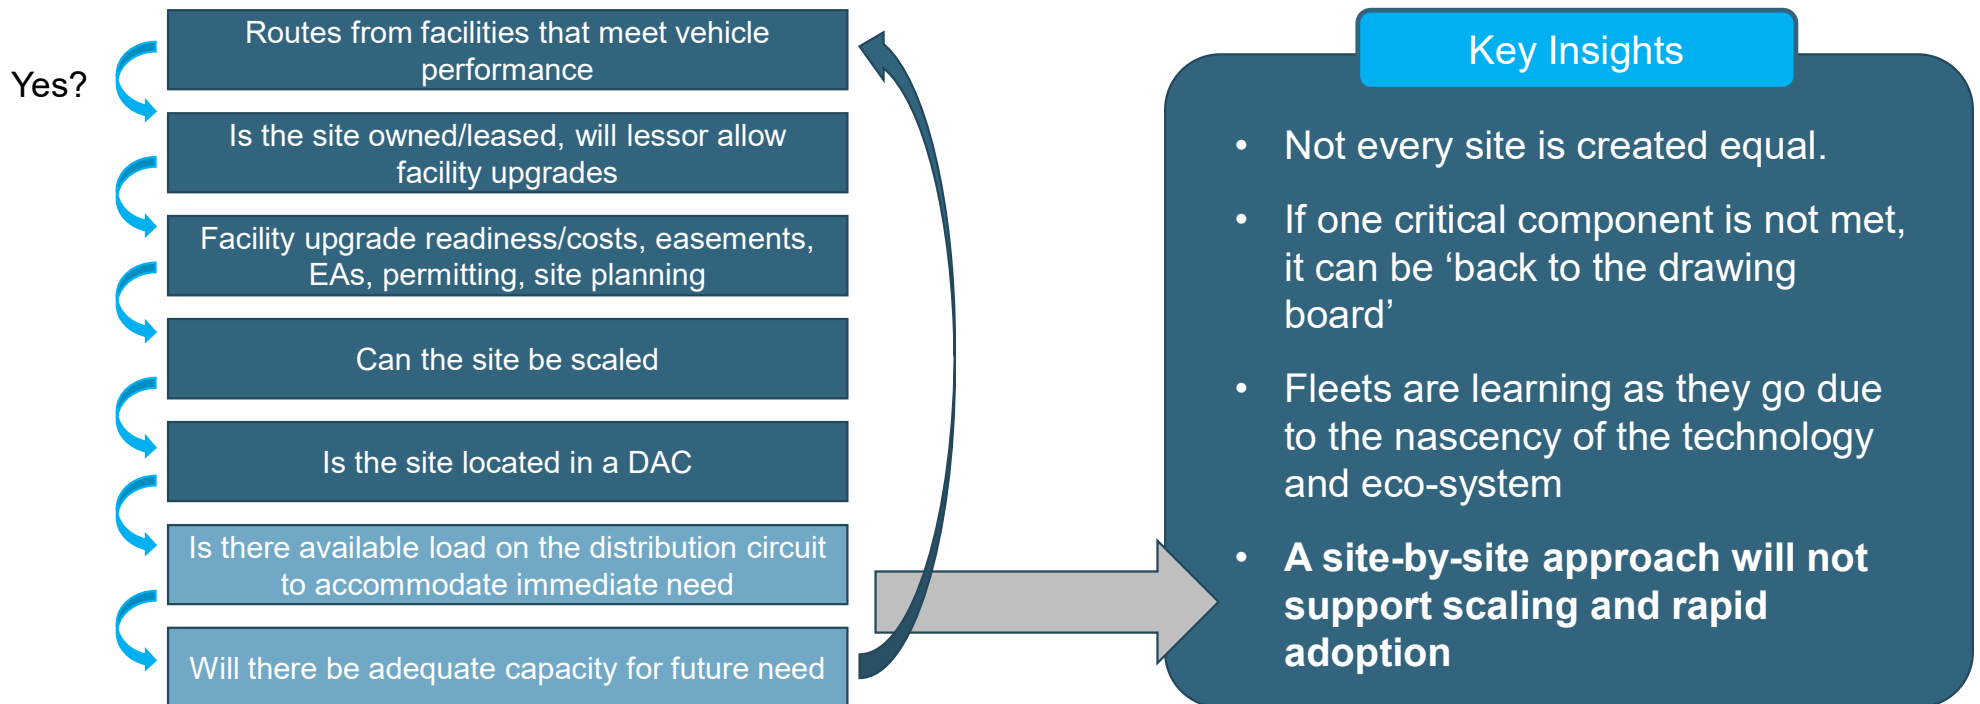 Yes?
Routes from facilities that meet vehicle
performance
Is the site owned/leased, will lessor allow
facility upgrades
Facility upgrade readiness/costs, easements,
EAs, permitting, site planning
Can the site be scaled
Is the site located in a DAC
Is there available load on the distribution circuit
to accommodate immediate need
Will there be adequate capacity for future need
Key Insights
• Not every site is created equal.
• If one critical component is not met,
it can be ‘back to the drawing
board’
• Fleets are learning as they go due
to the nascency of the technology
and eco-system
• A site-by-site approach will not
support scaling and rapid
adoption